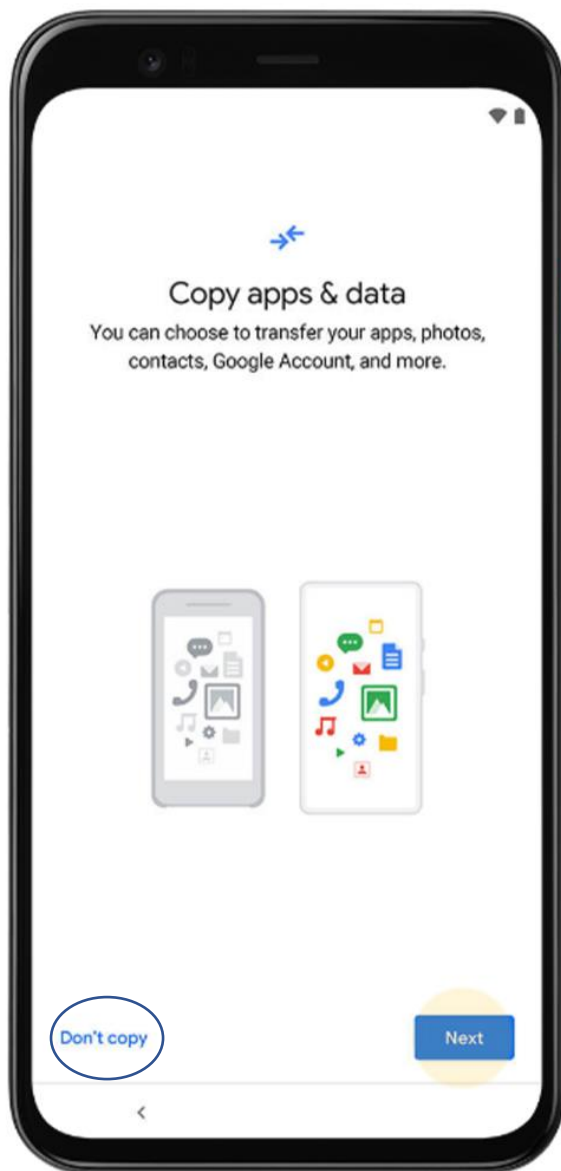 Copy apps & data
You can choose to transfer your apps, photos,
contacts, Google Account, and more.
Don't copy
Next